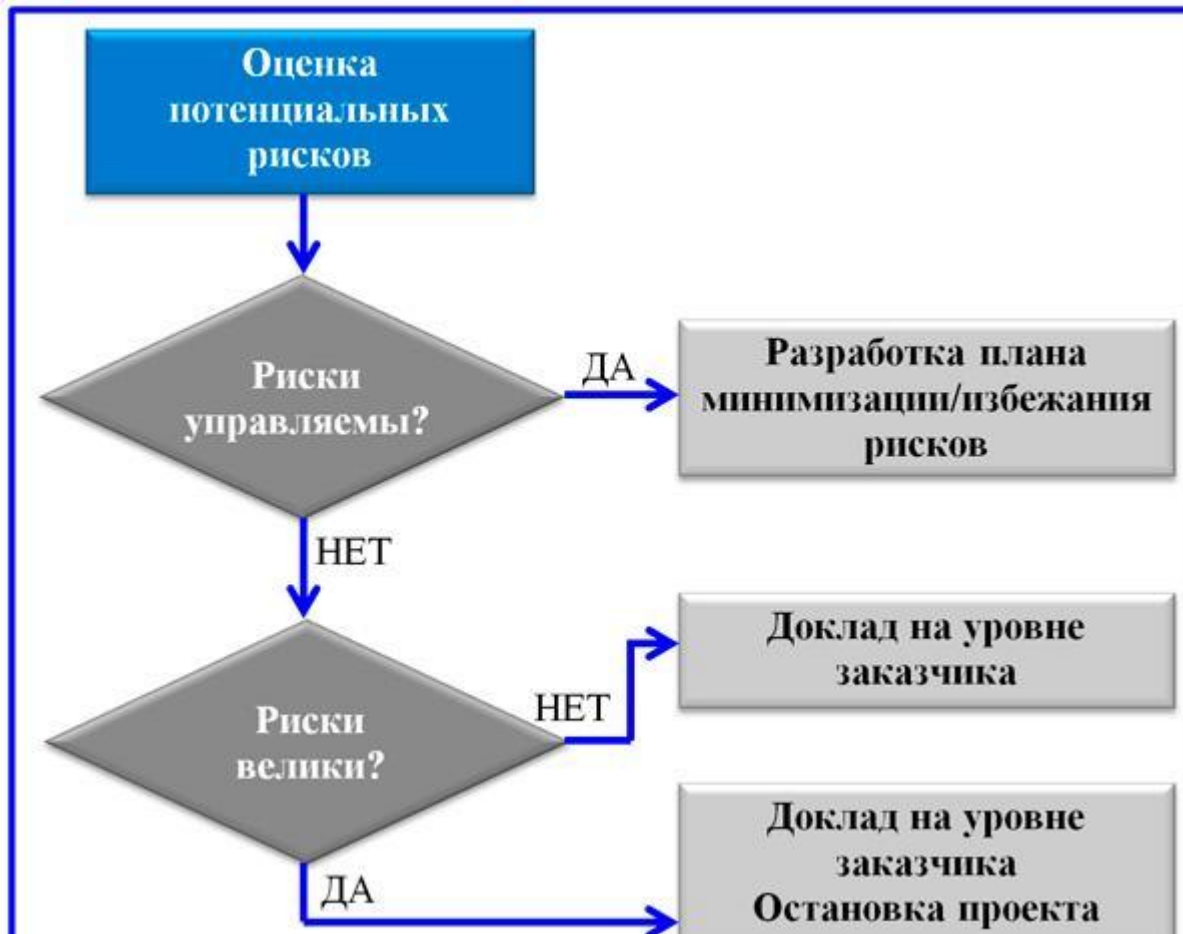 Оценка
потенциальных
рисков
Риски
управляемы?
ДА
Разработка плана
минимизации/избежания
рисков
НЕТ
Риски
велики?
НЕТ
Доклад на уровне
заказчика
ДА
Доклад на уровне
заказчика
Остановка проекта